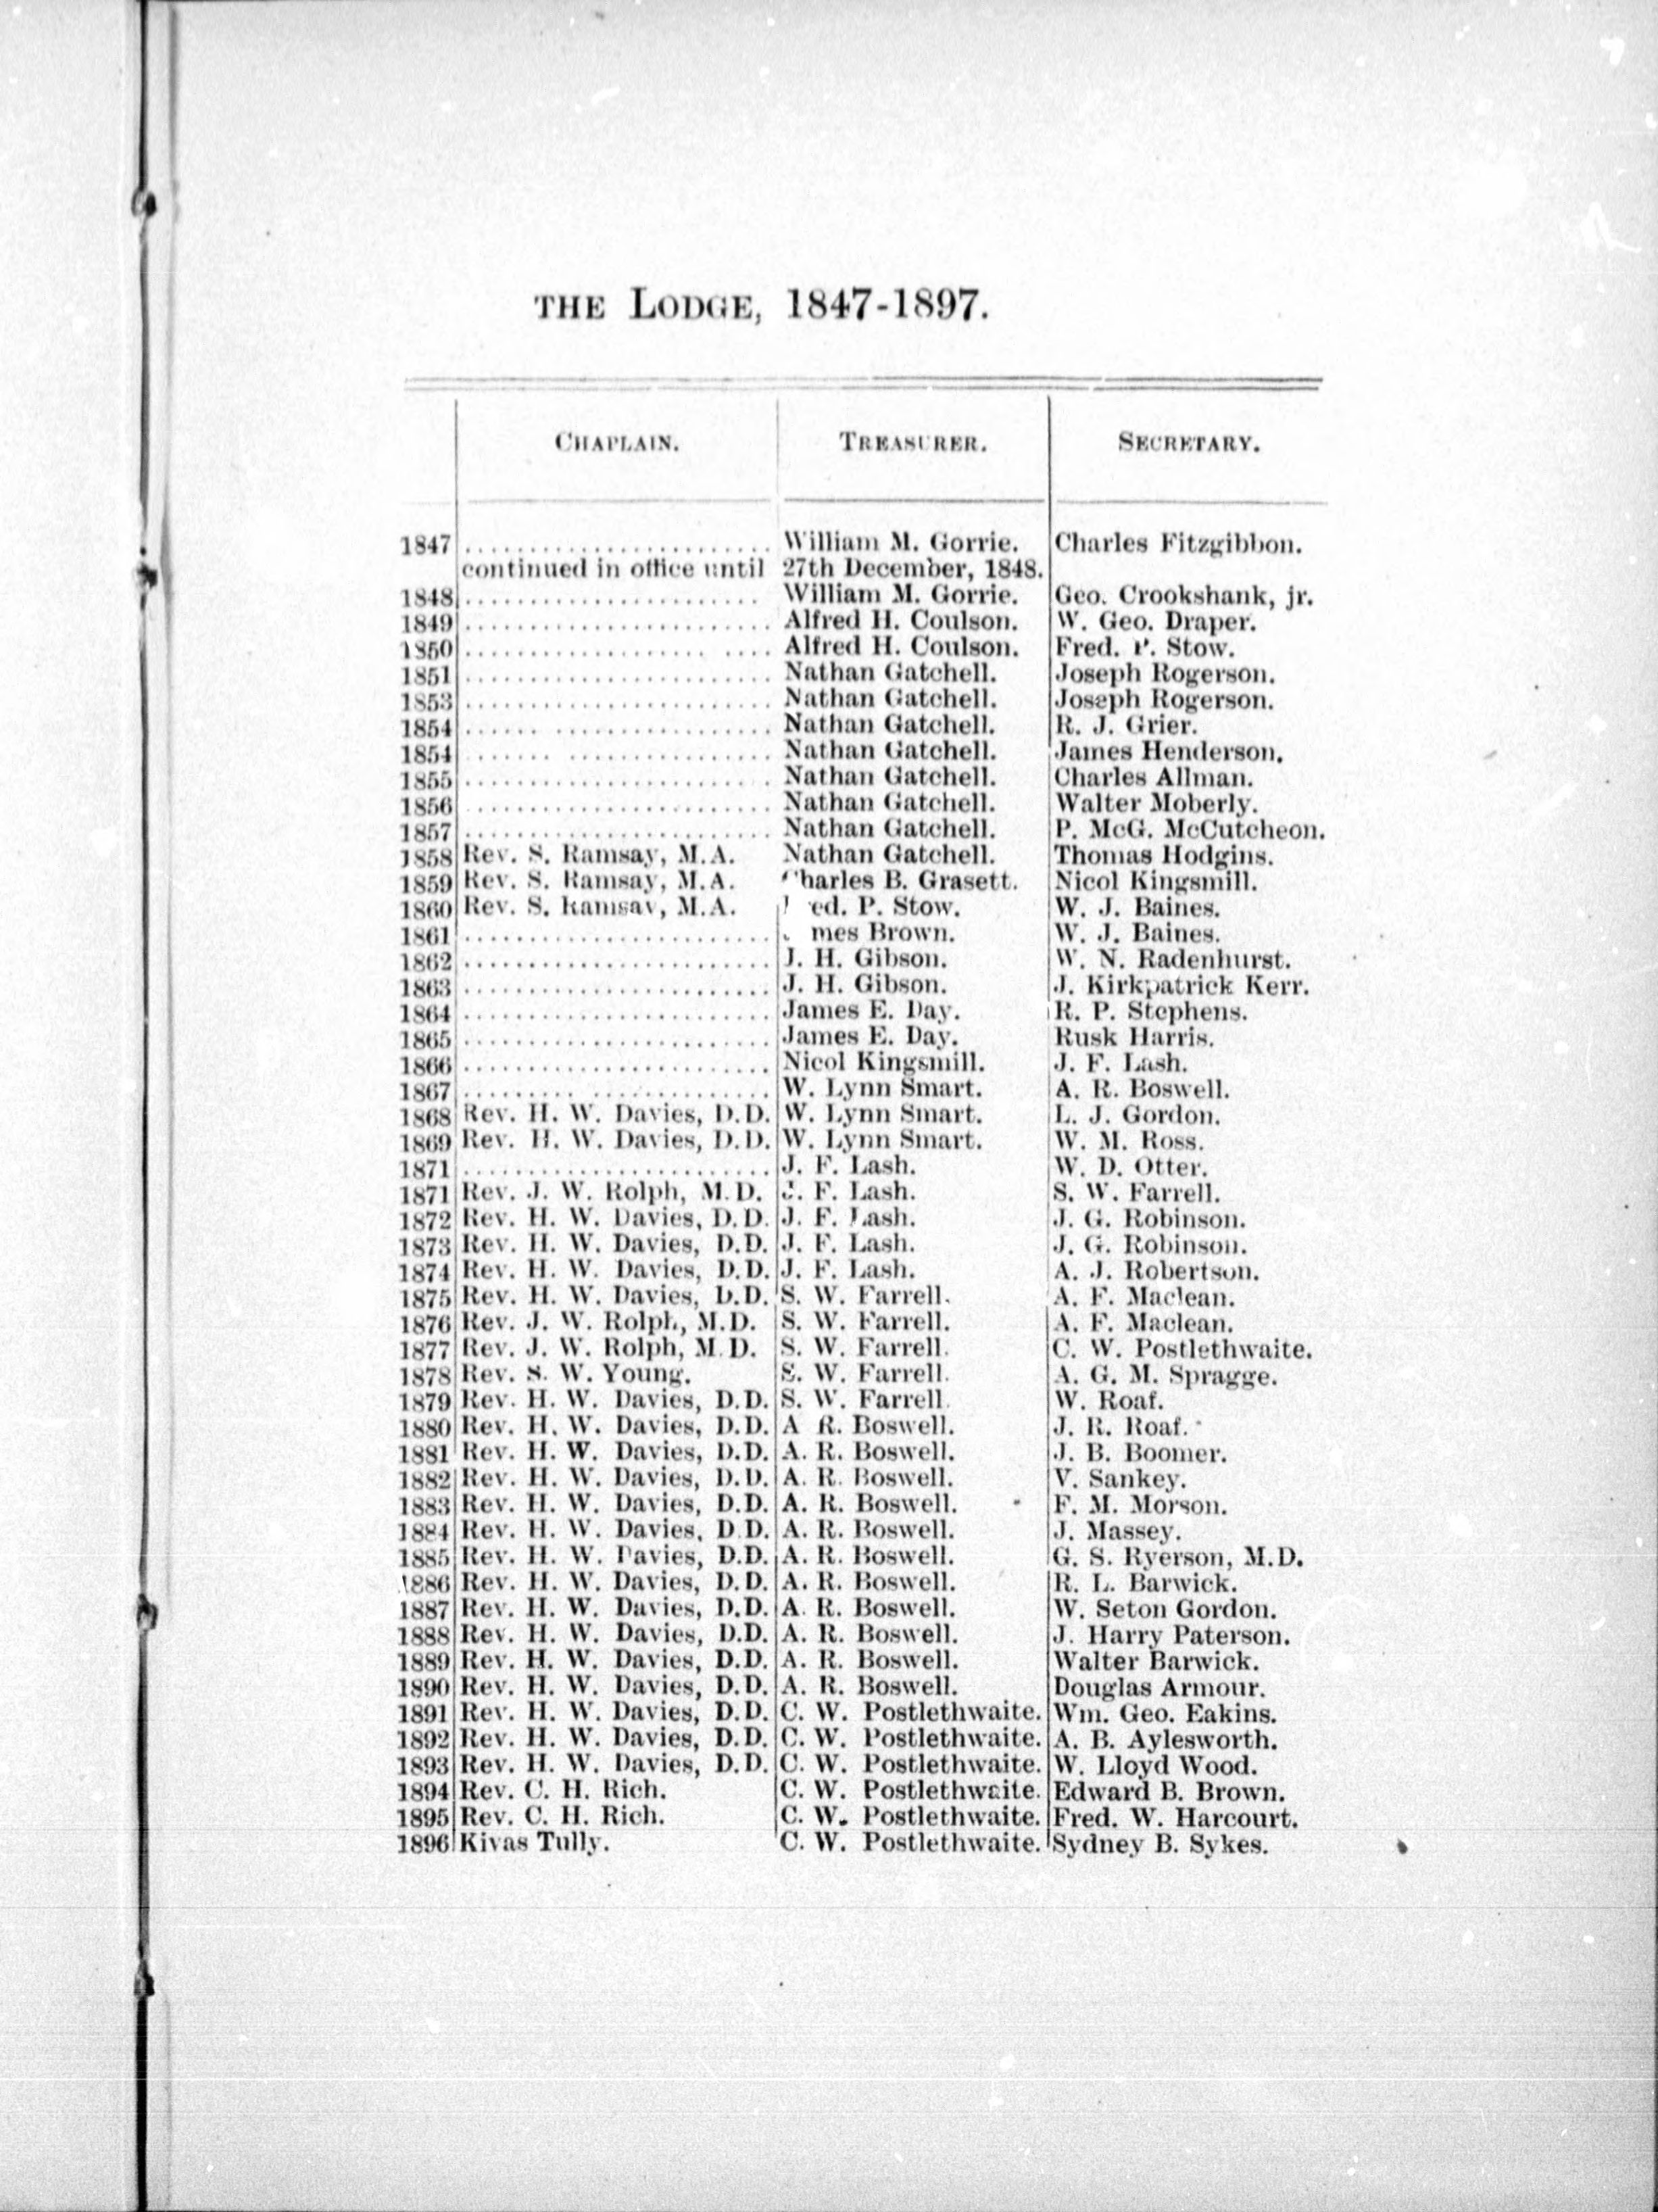 THE LODGE, 1847-1897.
CHAPLAIN. TREASURER. SECRETARY.
1847 ........................ William M. Gorrie. Charles Fitzgibbon.
continued in office until 27th December, 1848.
1848 ........................ William M. Gorrie. Geo. Crookshank, jr.
1849 ........................ Alfred H. Coulson. W. Geo. Draper.
1850 ........................ Alfred H. Coulson. Fred. P. Stow.
1851 ........................ Nathan Gatchell. Joseph Rogerson.
1853 ........................ Nathan Gatchell. Joseph Rogerson.
1854 ........................ Nathan Gatchell. R. J. Grier.
1854 ........................ Nathan Gatchell. James Henderson.
1855 ........................ Nathan Gatchell. Charles Allman.
1856 ........................ Nathan Gatchell. Walter Moberly.
1857 ........................ Nathan Gatchell. P. McG. McCutcheon.
1858 Rev. S. Ramsay, M.A. Nathan Gatchell. Thomas Hodgins.
1859 Rev. S. Ramsay, M.A. Charles B. Grasett. Nicol Kingsmill.
1860 Rev. S. Ramsay, M.A. ed. P. Stow. W. J. Baines.
1861 ........................ mes Brown. W. J. Baines.
1862 ........................ J. H. Gibson. W. N. Radenhurst.
1863 ........................ J. H. Gibson. J. Kirkpatrick Kerr.
1864 ........................ James E. Day. R. P. Stephens.
1865 ........................ James E. Day. Rusk Harris.
1866 ........................ Nicol Kingsmill. J. F. Lash.
1867 ........................ W. Lynn Smart. A. R. Boswell.
1868 Rev. H. W. Davies, D.D. W. Lynn Smart. L. J. Gordon.
1869 Rev. H. W. Davies, D.D. W. Lynn Smart. W. M. Ross.
1871 ........................ J. F. Lash. W. D. Otter.
1871 Rev. J. W. Rolph, M.D. J. F. Lash. S. W. Farrell.
1872 Rev. H. W. Davies, D.D. J. F. Lash. J. G. Robinson.
1873 Rev. H. W. Davies, D.D. J. F. Lash. J. G. Robinson.
1874 Rev. H. W. Davies, D.D. J. F. Lash. A. J. Robertson.
1875 Rev. H. W. Davies, D.D. S. W. Farrell. A. F. Maclean.
1876 Rev. J. W. Rolph, M.D. S. W. Farrell. A. F. Maclean.
1877 Rev. J. W. Rolph, M.D. S. W. Farrell. C. W. Postlethwaite.
1878 Rev. S. W. Young. S. W. Farrell. A. G. M. Spragge.
1879 Rev. H. W. Davies, D.D. S. W. Farrell. W. Roaf.
1880 Rev. H. W. Davies, D.D. A R. Boswell. J. R. Roaf.
1881 Rev. H. W. Davies, D.D. A. R. Boswell. J. B. Boomer.
1882 Rev. H. W. Davies, D.D. A. R. Boswell. V. Sankey.
1883 Rev. H. W. Davies, D.D. A. R. Boswell. F. M. Morson.
1884 Rev. H. W. Davies, D.D. A. R. Boswell. J. Massey.
1885 Rev. H. W. Davies, D.D. A. R. Boswell. G. S. Ryerson, M.D.
1886 Rev. H. W. Davies, D.D. A. R. Boswell. R. L. Barwick.
1887 Rev. H. W. Davies, D.D. A. R. Boswell. W. Seton Gordon.
1888 Rev. H. W. Davies, D.D. A. R. Boswell. J. Harry Paterson.
1889 Rev. H. W. Davies, D.D. A. R. Boswell. Walter Barwick.
1890 Rev. H. W. Davies, D.D. A. R. Boswell. Douglas Armour.
1891 Rev. H. W. Davies, D.D. C. W. Postlethwaite. Wm. Geo. Eakins.
1892 Rev. H. W. Davies, D.D. C. W. Postlethwaite. A. B. Aylesworth.
1893 Rev. H. W. Davies, D.D. C. W. Postlethwaite. W. Lloyd Wood.
1894 Rev. C. H. Rich. C. W. Postlethwaite. Edward B. Brown.
1895 Rev. C. H. Rich. C. W. Postlethwaite. Fred. W. Harcourt.
1896 Kivas Tully. C. W. Postlethwaite. Sydney B. Sykes.